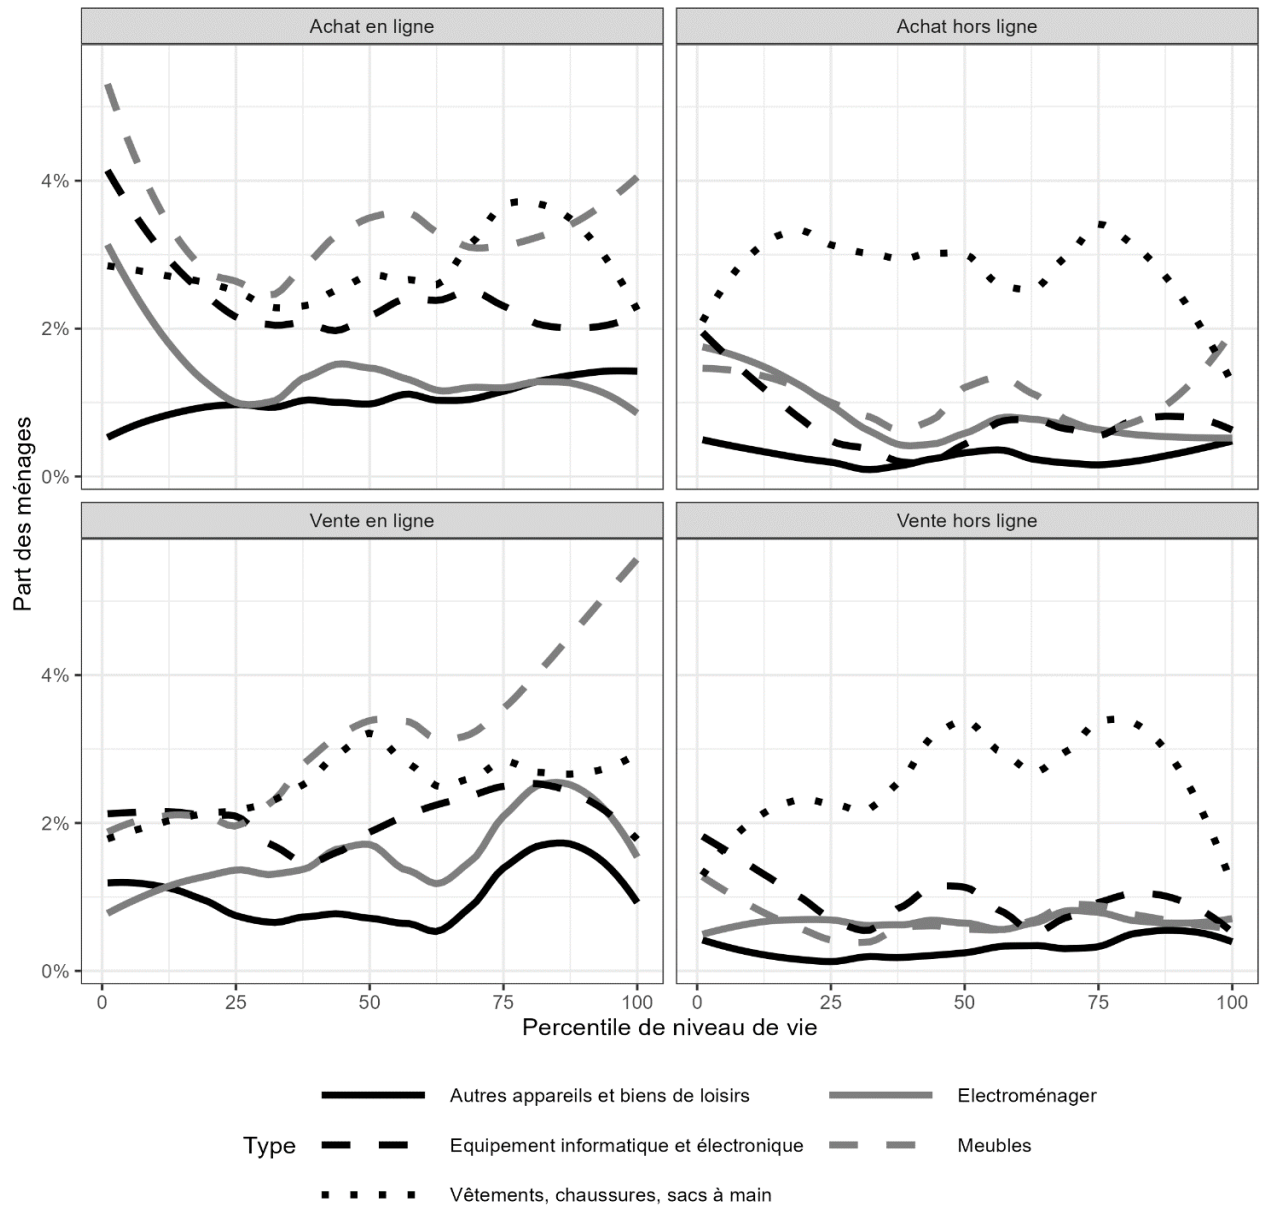 Achat en ligne
Achat hors ligne
4%
2%
0%
Part des ménages
Vente en ligne
Vente hors ligne
4%
2%
0%
0 25 50 75 100
0 25 50 75 100
Percentile de niveau de vie
Type
Autres appareils et biens de loisirs
Electroménager
Equipement informatique et électronique
Meubles
Vêtements, chaussures, sacs à main